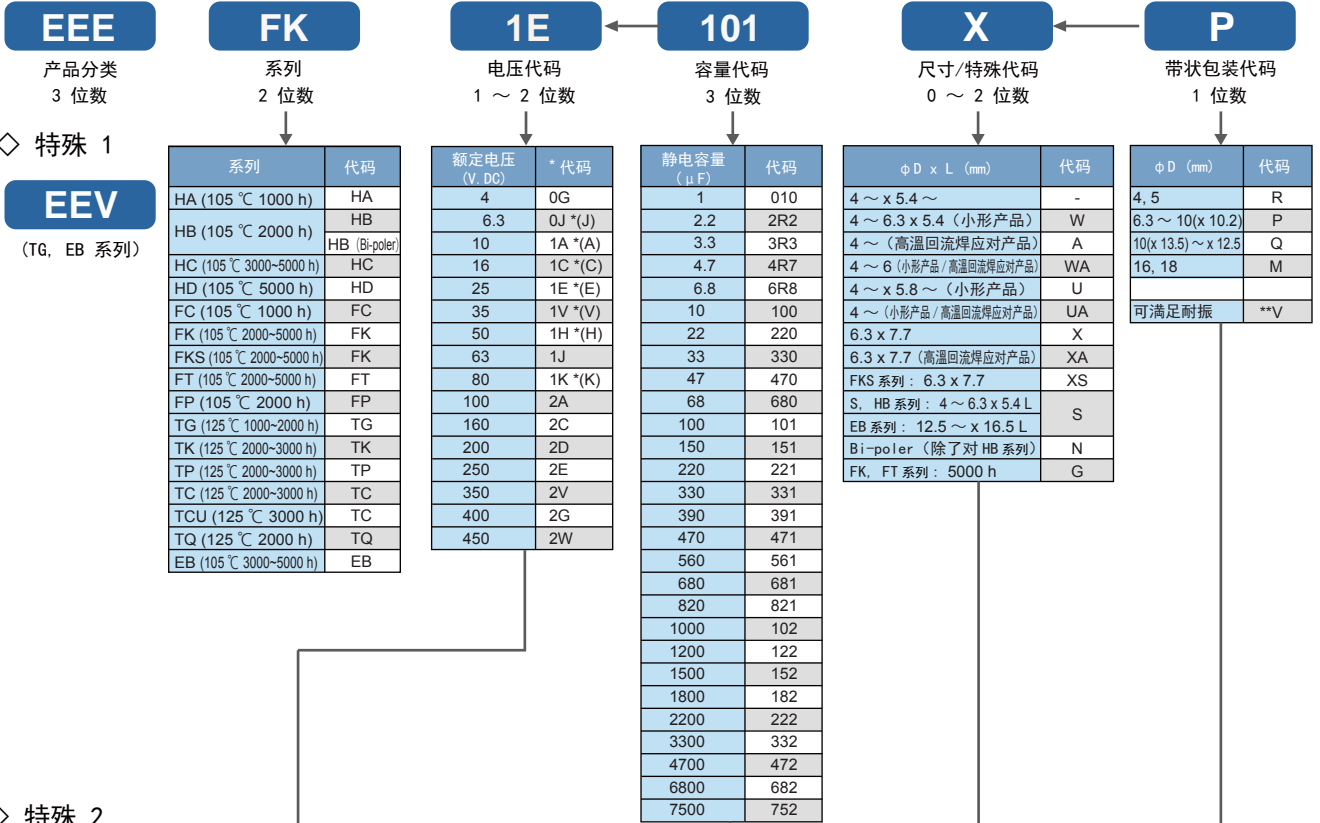 EEE FK 1E 101 X P
产品分类 系列 电压代码 容量代码 尺寸/特殊代码 带状包装代码
3 位数 2 位数 1 ～ 2 位数 3 位数 0 ～ 2 位数 1 位数
◇ 特殊 1
EEV
(TG, EB 系列)
系列 代码
HA (105 ℃ 1000 h) HA
HB (105 ℃ 2000 h) HB
HB (Bi-poler)
HC (105 ℃ 3000~5000 h) HC
HD (105 ℃ 5000 h) HD
FC (105 ℃ 1000 h) FC
FK (105 ℃ 2000~5000 h) FK
FKS (105 ℃ 2000~5000 h) FK
FT (105 ℃ 2000~5000 h) FT
FP (105 ℃ 2000 h) FP
TG (125 ℃ 1000~2000 h) TG
TK (125 ℃ 2000~3000 h) TK
TP (125 ℃ 2000~3000 h) TP
TC (125 ℃ 2000~3000 h) TC
TCU (125 ℃ 3000 h) TC
TQ (125 ℃ 2000 h) TQ
EB (105 ℃ 3000~5000 h) EB
额定电压 * 代码
(V. DC)
4 0G
6.3 0J *(J)
10 1A *(A)
16 1C *(C)
25 1E *(E)
35 1V *(V)
50 1H *(H)
63 1J
80 1K *(K)
100 2A
160 2C
200 2D
250 2E
350 2V
400 2G
450 2W
静电容量 代码
(μF)
1 010
2.2 2R2
3.3 3R3
4.7 4R7
6.8 6R8
10 100
22 220
33 330
47 470
68 680
100 101
150 151
220 221
330 331
390 391
470 471
560 561
680 681
820 821
1000 102
1200 122
1500 152
1800 182
2200 222
3300 332
4700 472
6800 682
7500 752
φD x L (mm) 代码
4 ～ x 5.4 ～ -
4 ～ 6.3 x 5.4（小形产品） W
4 ～（高温回流焊应对产品） A
4 ～ 6 (小形产品 / 高温回流焊应对产品) WA
4 ～ x 5.8 ～（小形产品） U
4 ～ (小形产品 / 高温回流焊应对产品) UA
6.3 x 7.7 X
6.3 x 7.7（高温回流焊应对产品） XA
FKS 系列 : 6.3 x 7.7 XS
S, HB 系列 : 4 ～ 6.3 x 5.4 L S
EB 系列 : 12.5 ～ x 16.5 L
Bi-poler（除了对 HB 系列） N
FK, FT 系列 : 5000 h G
φD (mm) 代码
4, 5 R
6.3 ～ 10(x 10.2) P
10(x 13.5) ～ x 12.5 Q
16, 18 M
可满足耐振 **V
◇ 特殊 2